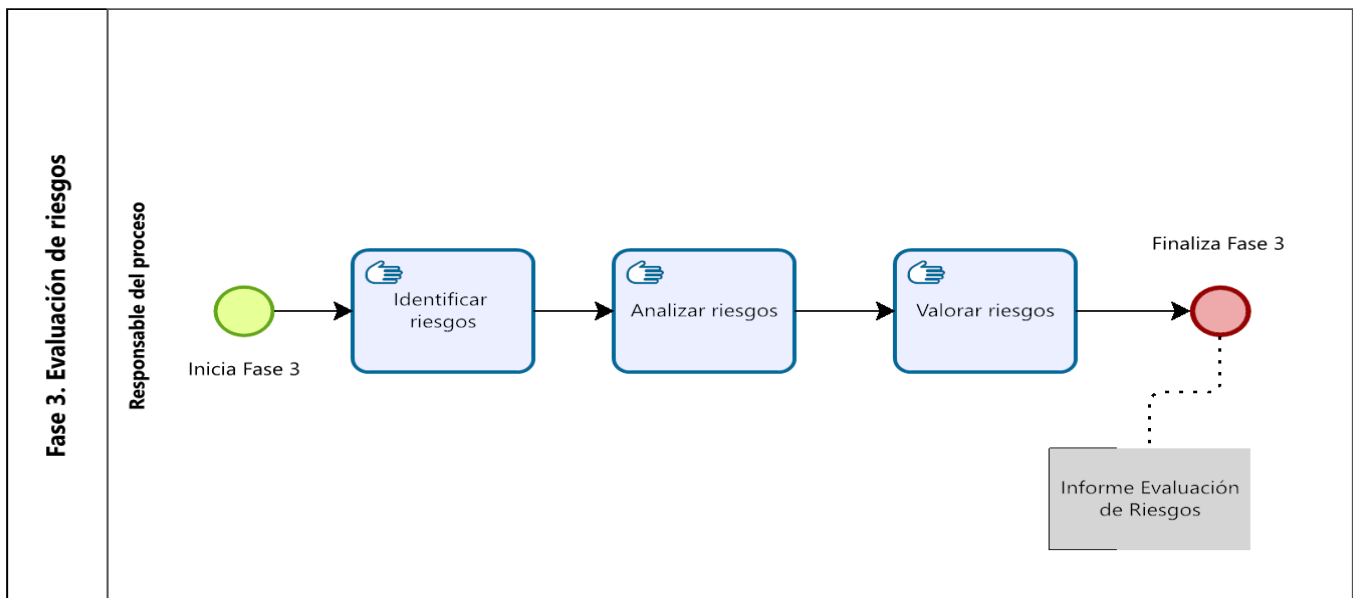 Fase 3. Evaluación de riesgos
Responsable del proceso
Inicia Fase 3
Identificar
riesgos
Analizar riesgos
Valorar riesgos
Finaliza Fase 3
Informe Evaluación
de Riesgos